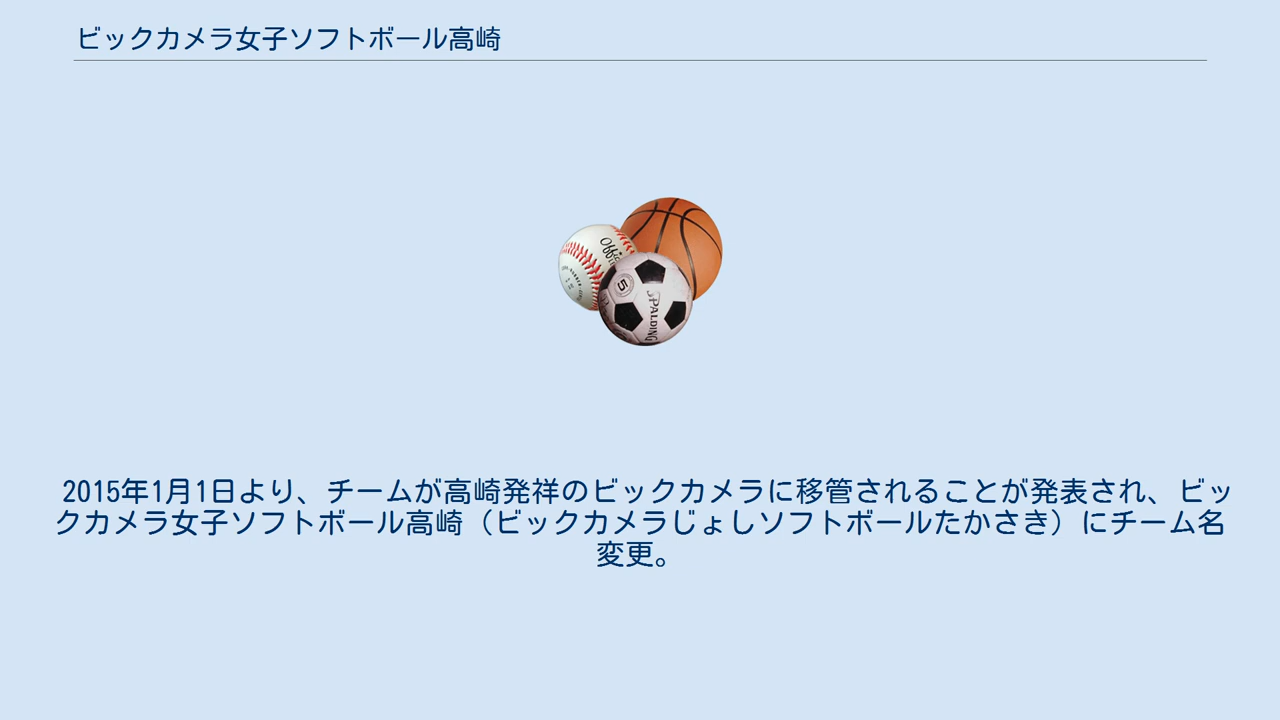 ビックカメラ女子ソフトボール高崎
SPALDING
5
2015年1月1日より、チームが高崎発祥のビックカメラに移管されることが発表され、ビッ
クカメラ女子ソフトボール高崎（ビックカメラじょしソフトボールたかさき）にチーム名
変更。